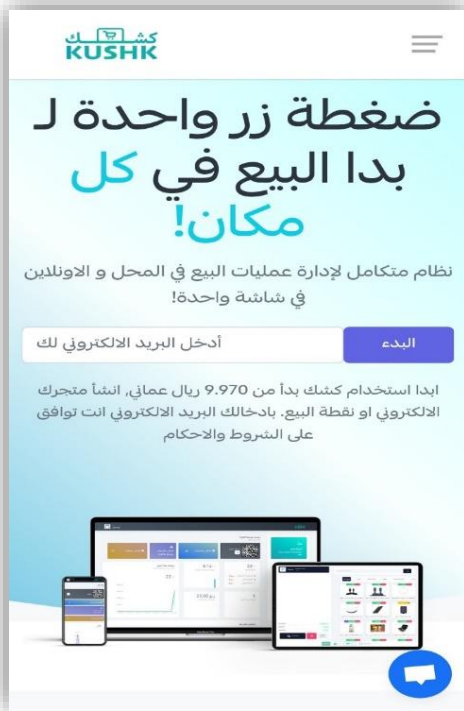 كشك
KUSHK
ضغطة زر واحدة لـ
بدا البيع في كل
مكان!
نظام متكامل لإدارة عمليات البيع في المحل و الاونلاين
في شاشة واحدة!
أدخل البريد الالكتروني لك
البدء
ابدا استخدام كشك بدأ من 9.970 ريال عماني, انشأ متجرك
الالكتروني او نقطة البيع. بادخالك البريد الالكتروني انت توافق
على الشروط والاحكام